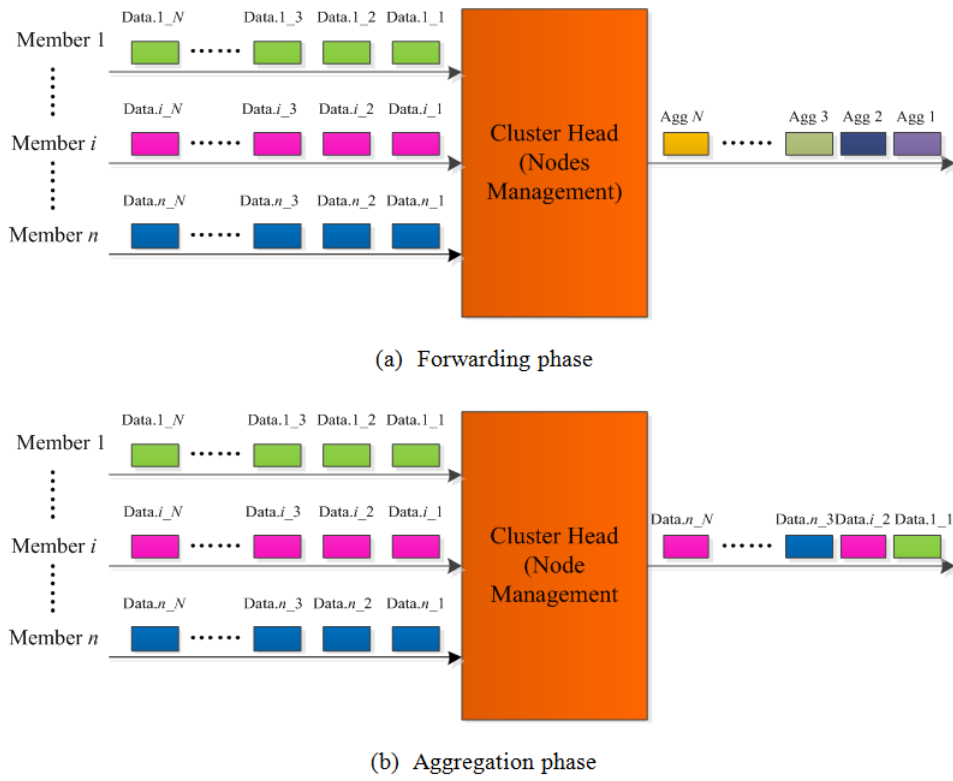 Data.1_N Data.1_3 Data.1_2 Data.1_1
Member 1
Data.i_N Data.i_3 Data.i_2 Data.i_1
Member i
Data.n_N Data.n_3 Data.n_2 Data.n_1
Member n
Cluster Head
(Nodes
Management)
Agg N Agg 3 Agg 2 Agg 1
(a) Forwarding phase
Data.1_N Data.1_3 Data.1_2 Data.1_1
Member 1
Data.i_N Data.i_3 Data.i_2 Data.i_1
Member i
Data.n_N Data.n_3 Data.n_2 Data.n_1
Member n
Cluster Head
(Node
Management
Data.n_N Data.n_3 Data.i_2 Data.1_1
(b) Aggregation phase